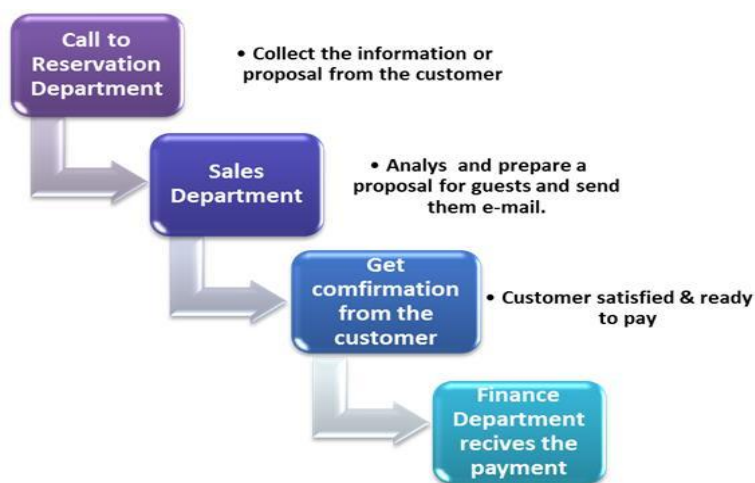 Call to
Reservation
Department
• Collect the information or
proposal from the customer
Sales
Department
• Analys and prepare a
proposal for guests and send
them e-mail.
Get
comfirmation
from the
customer
• Customer satisfied & ready
to pay
Finance
Department
recives the
payment